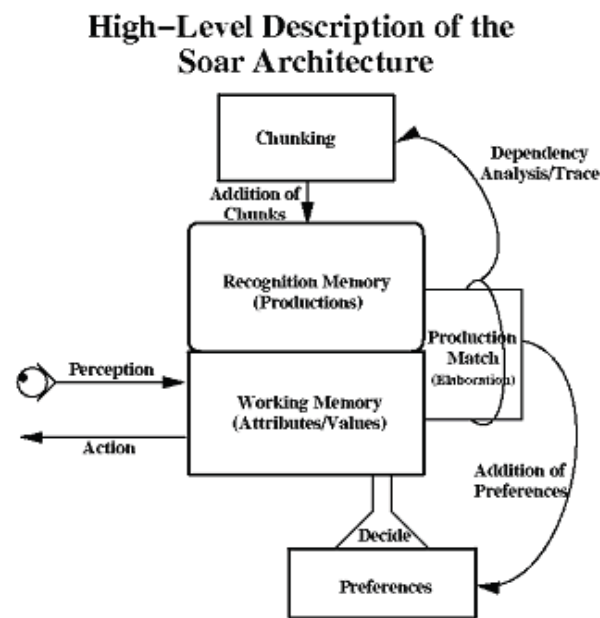 High-Level Description of the
Soar Architecture
Chunking
Dependency
Analysis/Trace
Addition of
Chunks
Recognition Memory
(Productions)
Production
Match
(Elaboration)
Perception
Working Memory
(Attributes/Values)
Action
Addition of
Preferences
Decide
Preferences